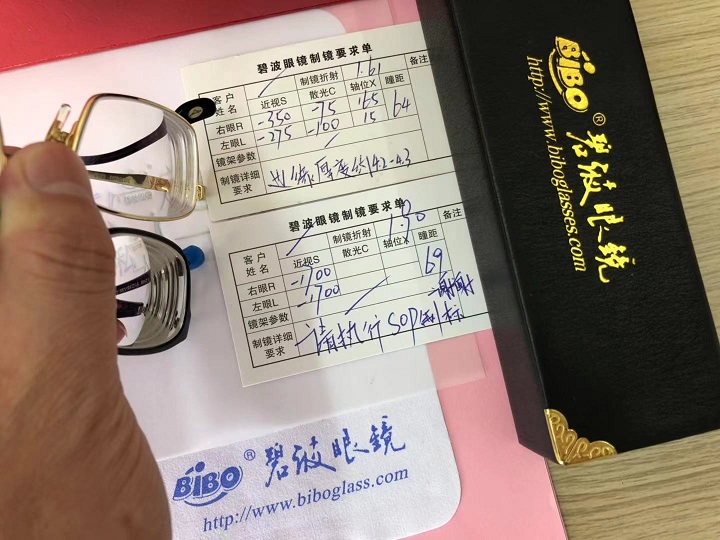 碧波眼镜制镜要求单
客户姓名 制镜折射 1.61 备注
近视S 散光C 轴位X 瞳距
右眼R -350 -75 165 64
左眼L -275 -100 15
镜架参数
制镜详细要求
碧波眼镜制镜要求单
客户姓名 制镜折射 备注
近视S 散光C 轴位X 瞳距
右眼R -1700 69
左眼L -1700
镜架参数
制镜详细要求 请执行SOP制标 谢谢
BiBO® 碧波眼镜
http://www.biboglass.com
BiBO® 碧波眼镜
http://www.biboglasses.com